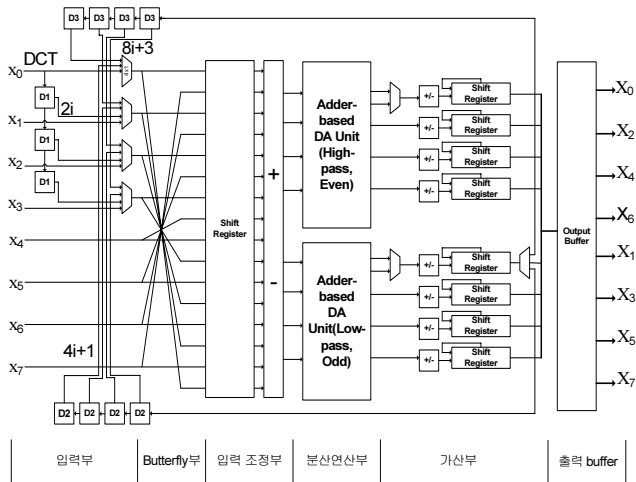 D3 D3 D3 D3
DCT
8i+3
X0
4x1
D1
2i
X1
D1
X2
D1
X3
X4
X5
X6
4i+1
X7
D2 D2 D2 D2
Shift
Register
+
-
Adder-
based
DA Unit
(High-
pass,
Even)
Adder-
based
DA
Unit(Low-
pass,
Odd)
+/-
Shift
Register
+/-
Shift
Register
+/-
Shift
Register
+/-
Shift
Register
+/-
Shift
Register
+/-
Shift
Register
+/-
Shift
Register
+/-
Shift
Register
Output
Buffer
X0
X2
X4
X6
X1
X3
X5
X7
입력부 Butterfly부 입력 조정부 분산연산부 가산부 출력 buffer